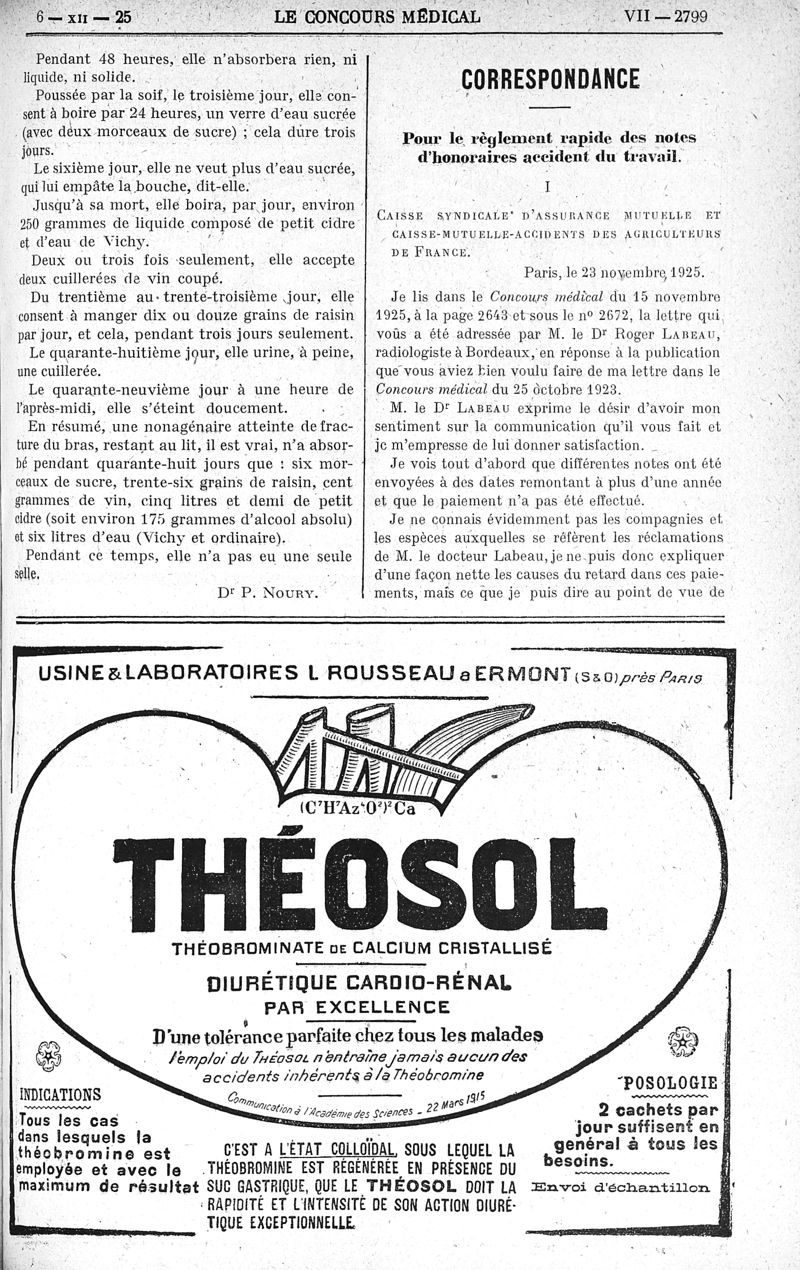 6 — XII — 25
LE CONCOURS MÉDICAL
VII — 2799
Pendant 48 heures, elle n'absorbera rien, ni
liquide, ni solide.
Poussée par la soif, le troisième jour, elle con-
sent à boire par 24 heures, un verre d'eau sucrée
(avec deux morceaux de sucre) ; cela dure trois
jours.
Le sixième jour, elle ne veut plus d'eau sucrée,
qui lui empâte la bouche, dit-elle.
Jusqu'à sa mort, elle boira, par jour, environ
250 grammes de liquide composé de petit cidre
et d'eau de Vichy.
Deux ou trois fois seulement, elle accepte
deux cuillerées de vin coupé.
Du trentième au trente-troisième jour, elle
consent à manger dix ou douze grains de raisin
par jour, et cela, pendant trois jours seulement.
Le quarante-huitième jour, elle urine, à peine,
une cuillerée.
Le quarante-neuvième jour à une heure de
l'après-midi, elle s'éteint doucement.
En résumé, une nonagénaire atteinte de frac-
ture du bras, restant au lit, il est vrai, n'a absor-
bé pendant quarante-huit jours que : six mor-
ceaux de sucre, trente-six grains de raisin, cent
grammes de vin, cinq litres et demi de petit
cidre (soit environ 175 grammes d'alcool absolu)
et six litres d'eau (Vichy et ordinaire).
Pendant ce temps, elle n'a pas eu une seule
selle.
Dr P. NOURY.
CORRESPONDANCE
Pour le règlement rapide des notes
d'honoraires accident du travail.
I
CAISSE SYNDICALE D'ASSURANCE MUTUELLE ET
CAISSE-MUTUELLE-ACCIDENTS DES AGRICULTEURS
DE FRANCE.
Paris, le 23 novembre, 1925.
Je lis dans le Concours médical du 15 novembre
1925, à la page 2643 et sous le n° 2672, la lettre qui
vous a été adressée par M. le Dr Roger LABEAU,
radiologiste à Bordeaux, en réponse à la publication
que vous aviez bien voulu faire de ma lettre dans le
Concours médical du 25 octobre 1923.
M. le Dr LABEAU exprime le désir d'avoir mon
sentiment sur la communication qu'il vous fait et
je m'empresse de lui donner satisfaction.
Je vois tout d'abord que différentes notes ont été
envoyées à des dates remontant à plus d'une année
et que le paiement n'a pas été effectué.
Je ne connais évidemment pas les compagnies et
les espèces auxquelles se réfèrent les réclamations
de M. le docteur Labeau, je ne puis donc expliquer
d'une façon nette les causes du retard dans ces paie-
ments, mais ce que je puis dire au point de vue de
USINE & LABORATOIRES L ROUSSEAU a ERMONT (S & O) près PARIS
(C⁷H⁷Az⁴O²)²Ca
THÉOSOL
THÉOBROMINATE DE CALCIUM CRISTALLISÉ
DIURÉTIQUE CARDIO-RÉNAL
PAR EXCELLENCE
D'une tolérance parfaite chez tous les malades
l'emploi du THÉOSOL n'entraîne jamais aucun des
accidents inhérents à la Théobromine
Communication à l'Académie des Sciences - 22 Mars 1915
INDICATIONS
Tous les cas
dans lesquels la
théobromine est
employée et avec le
maximum de résultat
C'EST A L'ÉTAT COLLOÏDAL, SOUS LEQUEL LA
THÉOBROMINE EST RÉGÉNÉRÉE EN PRÉSENCE DU
SUC GASTRIQUE, QUE LE THÉOSOL DOIT LA
RAPIDITÉ ET L'INTENSITÉ DE SON ACTION DIURÉ-
TIQUE EXCEPTIONNELLE.
POSOLOGIE
2 cachets par
jour suffisent en
général à tous les
besoins.
Envoi d'échantillon